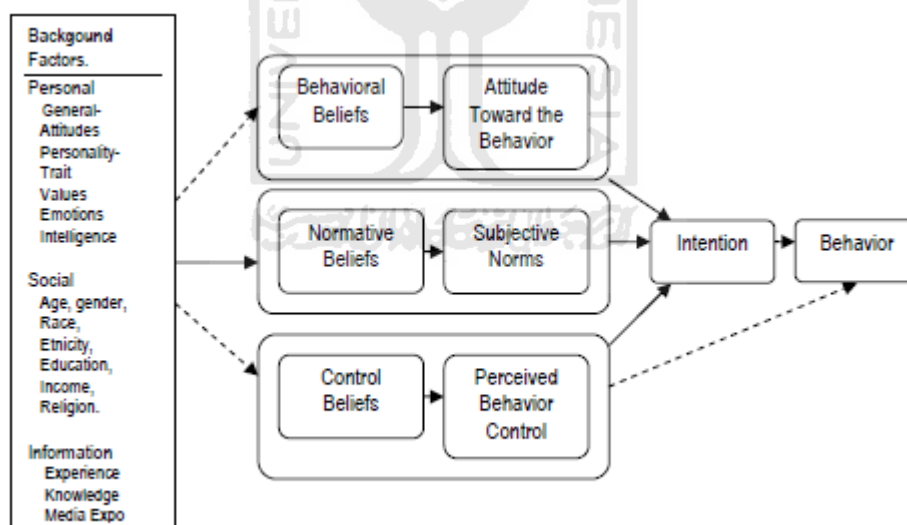 Backgound
Factors.
Personal
General-
Attitudes
Personality-
Trait
Values
Emotions
Intelligence
Social
Age, gender,
Race,
Etnicity,
Education,
Income,
Religion.
Information
Experience
Knowledge
Media Expo
Behavioral
Beliefs
Attitude
Toward the
Behavior
Normative
Beliefs
Subjective
Norms
Control
Beliefs
Perceived
Behavior
Control
Intention
Behavior